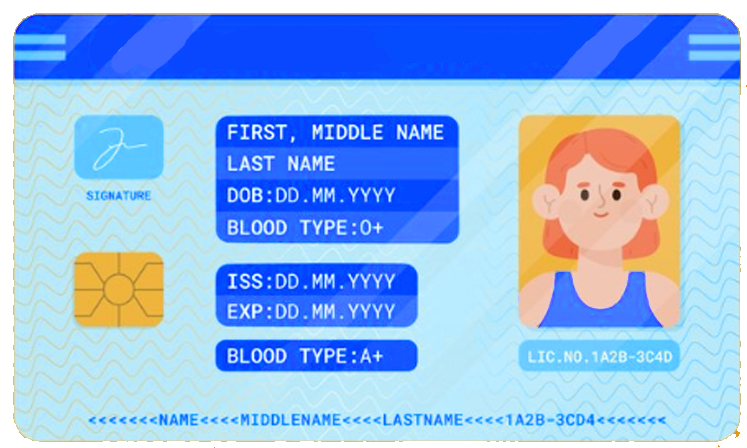 SIGNATURE
FIRST, MIDDLE NAME
LAST NAME
DOB:DD.MM.YYYY
BLOOD TYPE:O+
ISS:DD.MM.YYYY
EXP:DD.MM.YYYY
BLOOD TYPE:A+
LIC.NO.1A2B-3C4D
<<<<<<<NAME<<<<MIDDLENAME<<<<LASTNAME<<<<1A2B-3CD4<<<<<<<